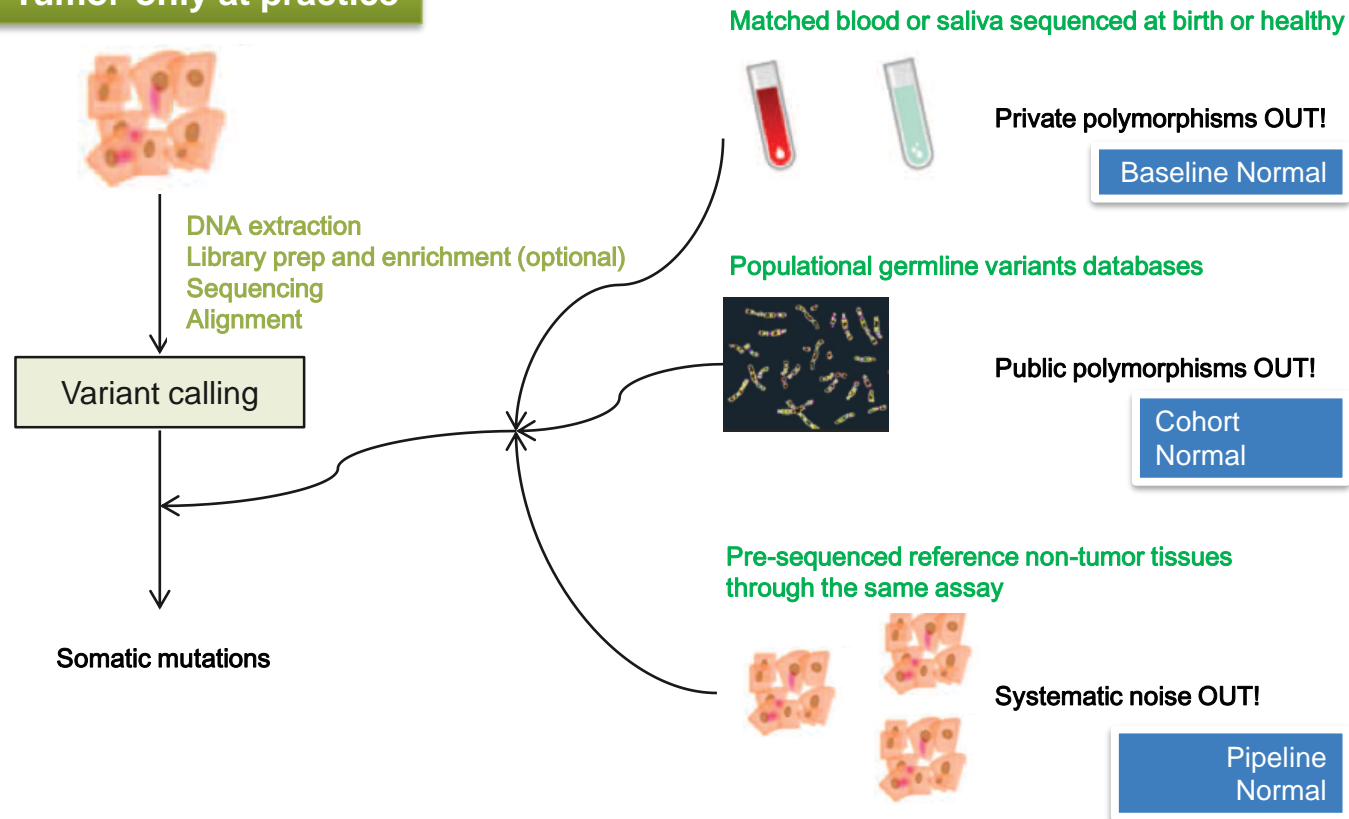 Tumor-only at practice
Matched blood or saliva sequenced at birth or healthy
Private polymorphisms OUT!
Baseline Normal
DNA extraction
Library prep and enrichment (optional)
Sequencing
Alignment
Variant calling
Somatic mutations
Populational germline variants databases
Public polymorphisms OUT!
Cohort
Normal
Pre-sequenced reference non-tumor tissues
through the same assay
Systematic noise OUT!
Pipeline
Normal